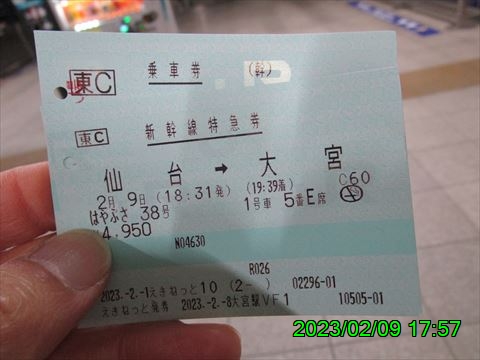 東C 乗車券 (幹)
東C 新幹線特急券
仙台 → 大宮
2月 9日 (18:31発) (19:39着) C60
はやぶさ 38号 1号車 5番E席
¥4,950
N04630
R026
2023.-2.-1えきねっと10 (2- ) 02296-01
えきねっと発券 2023.-2.-8大宮駅VF1 10505-01
2023/02/09 17:57